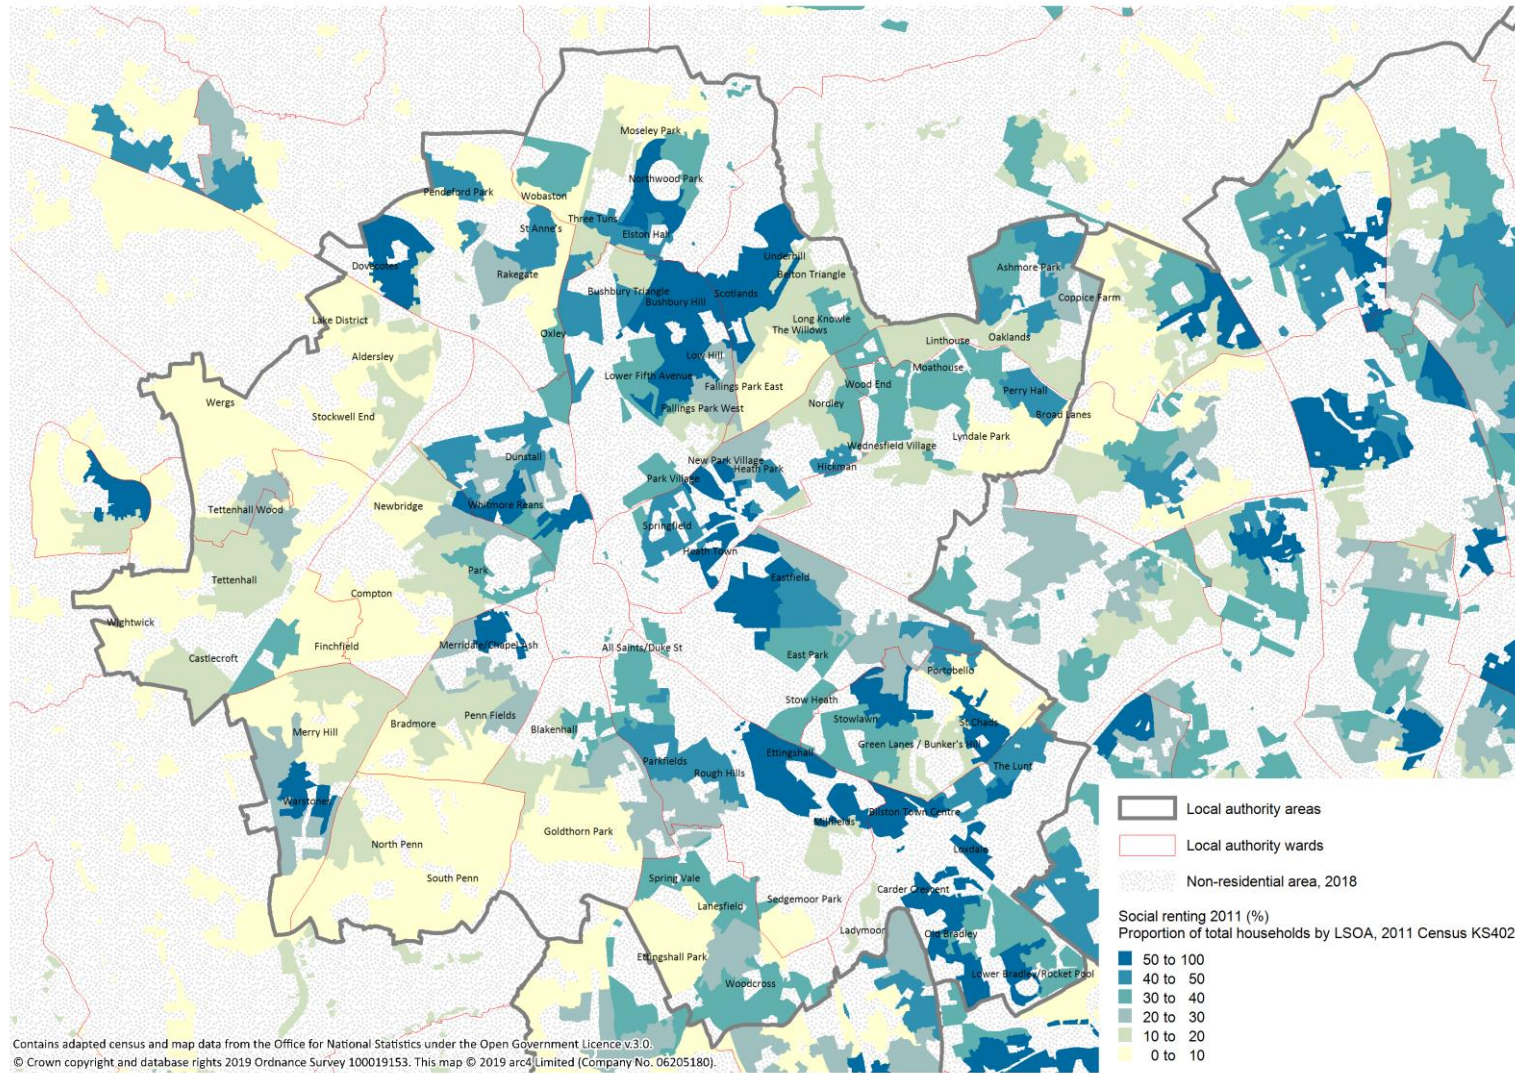 Moseley Park
Northwood Park
Pendeford Park
Wobaston
Three Tuns
St Anne's
Elston Hall
Underhill
Dovecotes
Rakegate
Belton Triangle
Ashmore Park
Bushbury Triangle
Scotlands
Bushbury Hill
Coppice Farm
Lake District
Long Knowle
The Willows
Oxley
Linthouse
Oaklands
Aldersley
Low Hill
Moathouse
Lower Fifth Avenue
Fallings Park East
Wood End
Perry Hall
Wergs
Nordley
Stockwell End
Fallings Park West
Broad Lanes
Lyndale Park
Wednesfield Village
Dunstall
New Park Village
Heath Park
Hickman
Park Village
Tettenhall Wood
Newbridge
Whitmore Reans
Springfield
Heath Town
Park
Eastfield
Tettenhall
Compton
Wightwick
Finchfield
Merridale/Chapel Ash
All Saints/Duke St
Castlecroft
East Park
Portobello
Stow Heath
Merry Hill
Bradmore
Penn Fields
Blakenhall
Stowlawn
St Chads
Green Lanes / Bunker's Hill
Ettingshall
Parkfields
Rough Hills
The Lunt
Warstones
Bilston Town Centre
Millfields
Goldthorn Park
North Penn
Loxdale
South Penn
Spring Vale
Carder Crescent
Lanesfield
Sedgemoor Park
Ladymoor
Old Bradley
Ettingshall Park
Woodcross
Lower Bradley/Rocket Pool
Local authority areas
Local authority wards
Non-residential area, 2018
Social renting 2011 (%)
Proportion of total households by LSOA, 2011 Census KS402
50 to 100
40 to 50
30 to 40
20 to 30
10 to 20
0 to 10
Contains adapted census and map data from the Office for National Statistics under the Open Government Licence v.3.0.
© Crown copyright and database rights 2019 Ordnance Survey 100019153. This map © 2019 arc4 Limited (Company No. 06205180).